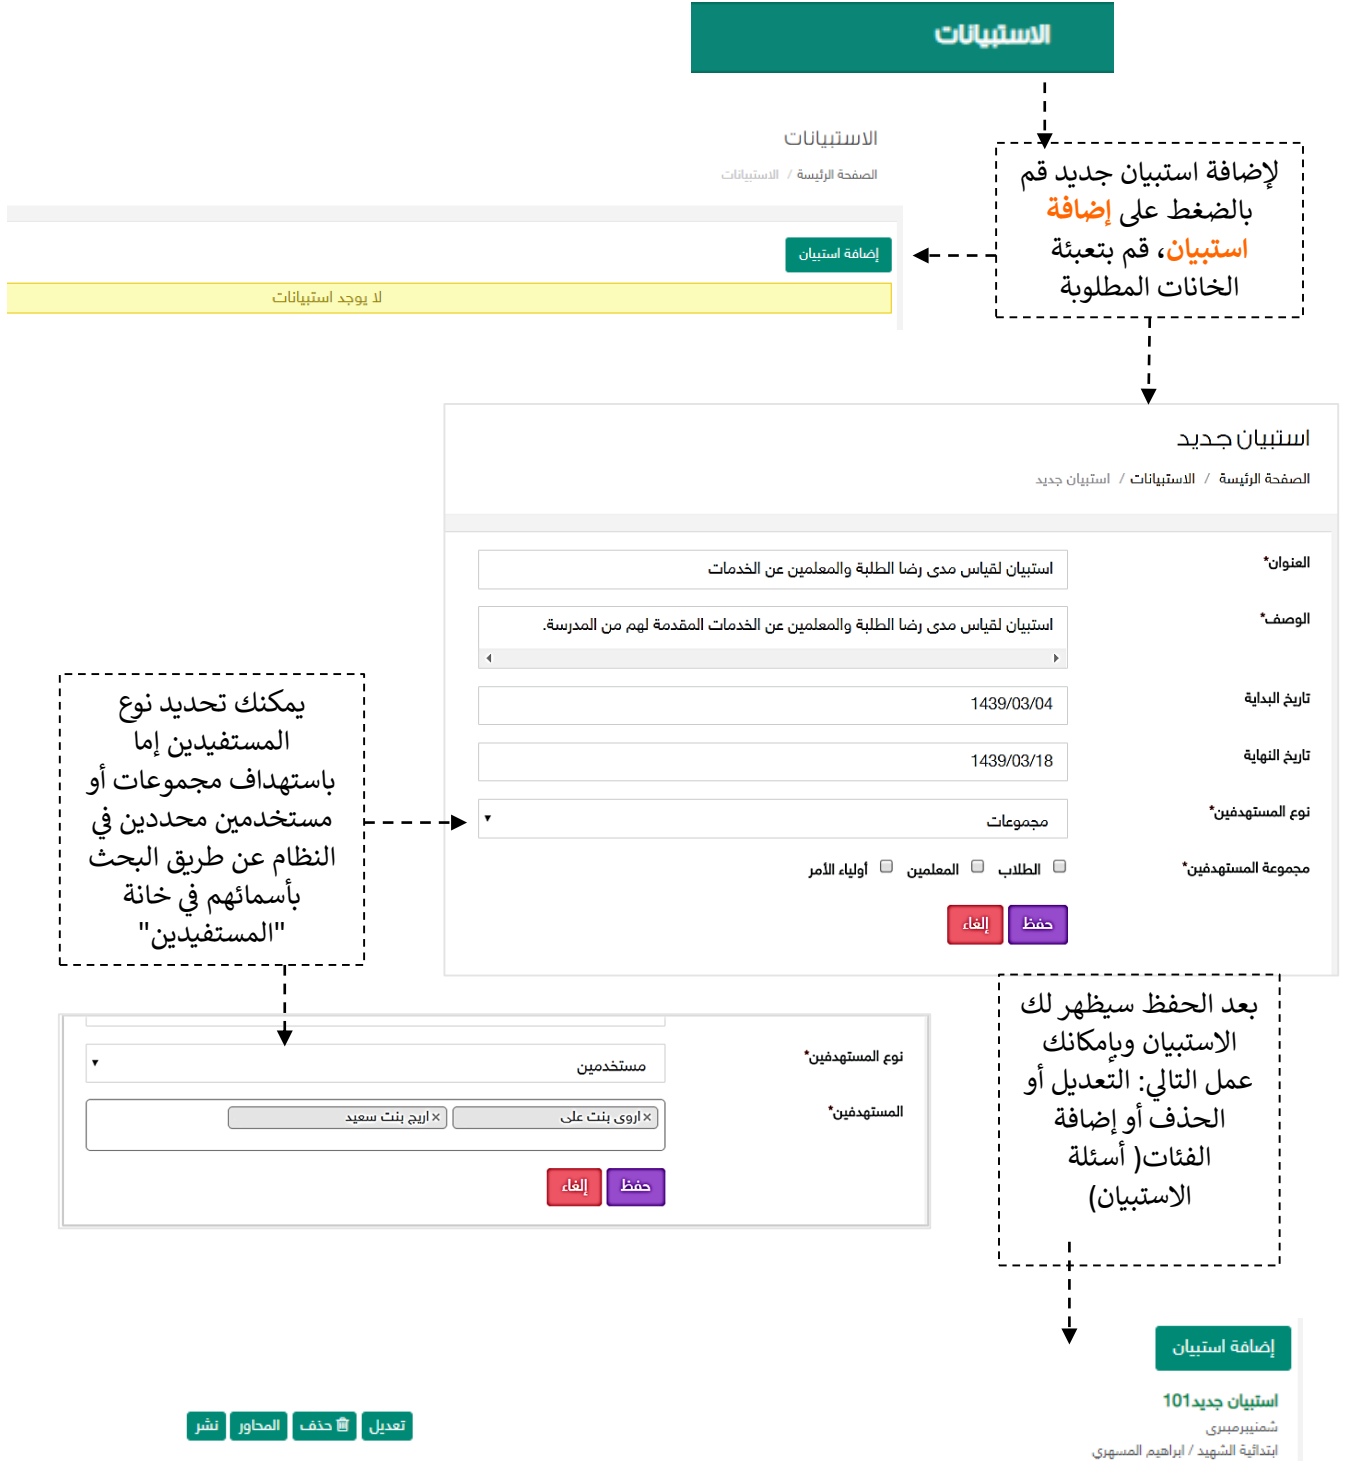 الاستبيانات
الاستبيانات
الصفحة الرئيسة / الاستبيانات
إضافة استبيان
لا يوجد استبيانات
لإضافة استبيان جديد قم
بالضغط على إضافة
استبيان، قم بتعبئة
الخانات المطلوبة
استبيان جديد
الصفحة الرئيسة / الاستبيانات / استبيان جديد
العنوان*
استبيان لقياس مدى رضا الطلبة والمعلمين عن الخدمات
الوصف*
استبيان لقياس مدى رضا الطلبة والمعلمين عن الخدمات المقدمة لهم من المدرسة.
تاريخ البداية
1439/03/04
تاريخ النهاية
1439/03/18
نوع المستهدفين*
مجموعات
مجموعة المستهدفين*
الطلاب المعلمين أولياء الأمر
حفظ إلغاء
يمكنك تحديد نوع
المستفيدين إما
باستهداف مجموعات أو
مستخدمين محددين في
النظام عن طريق البحث
بأسمائهم في خانة
"المستفيدين"
نوع المستهدفين*
مستخدمين
المستهدفين*
×اروى بنت على ×اريج بنت سعيد
حفظ إلغاء
بعد الحفظ سيظهر لك
الاستبيان وبإمكانك
عمل التالي: التعديل أو
الحذف أو إضافة
الفئات( أسئلة
الاستبيان)
إضافة استبيان
استبيان جديد101
ابتدائية الشهيد / ابراهيم المسهري
تعديل حذف المحاور نشر